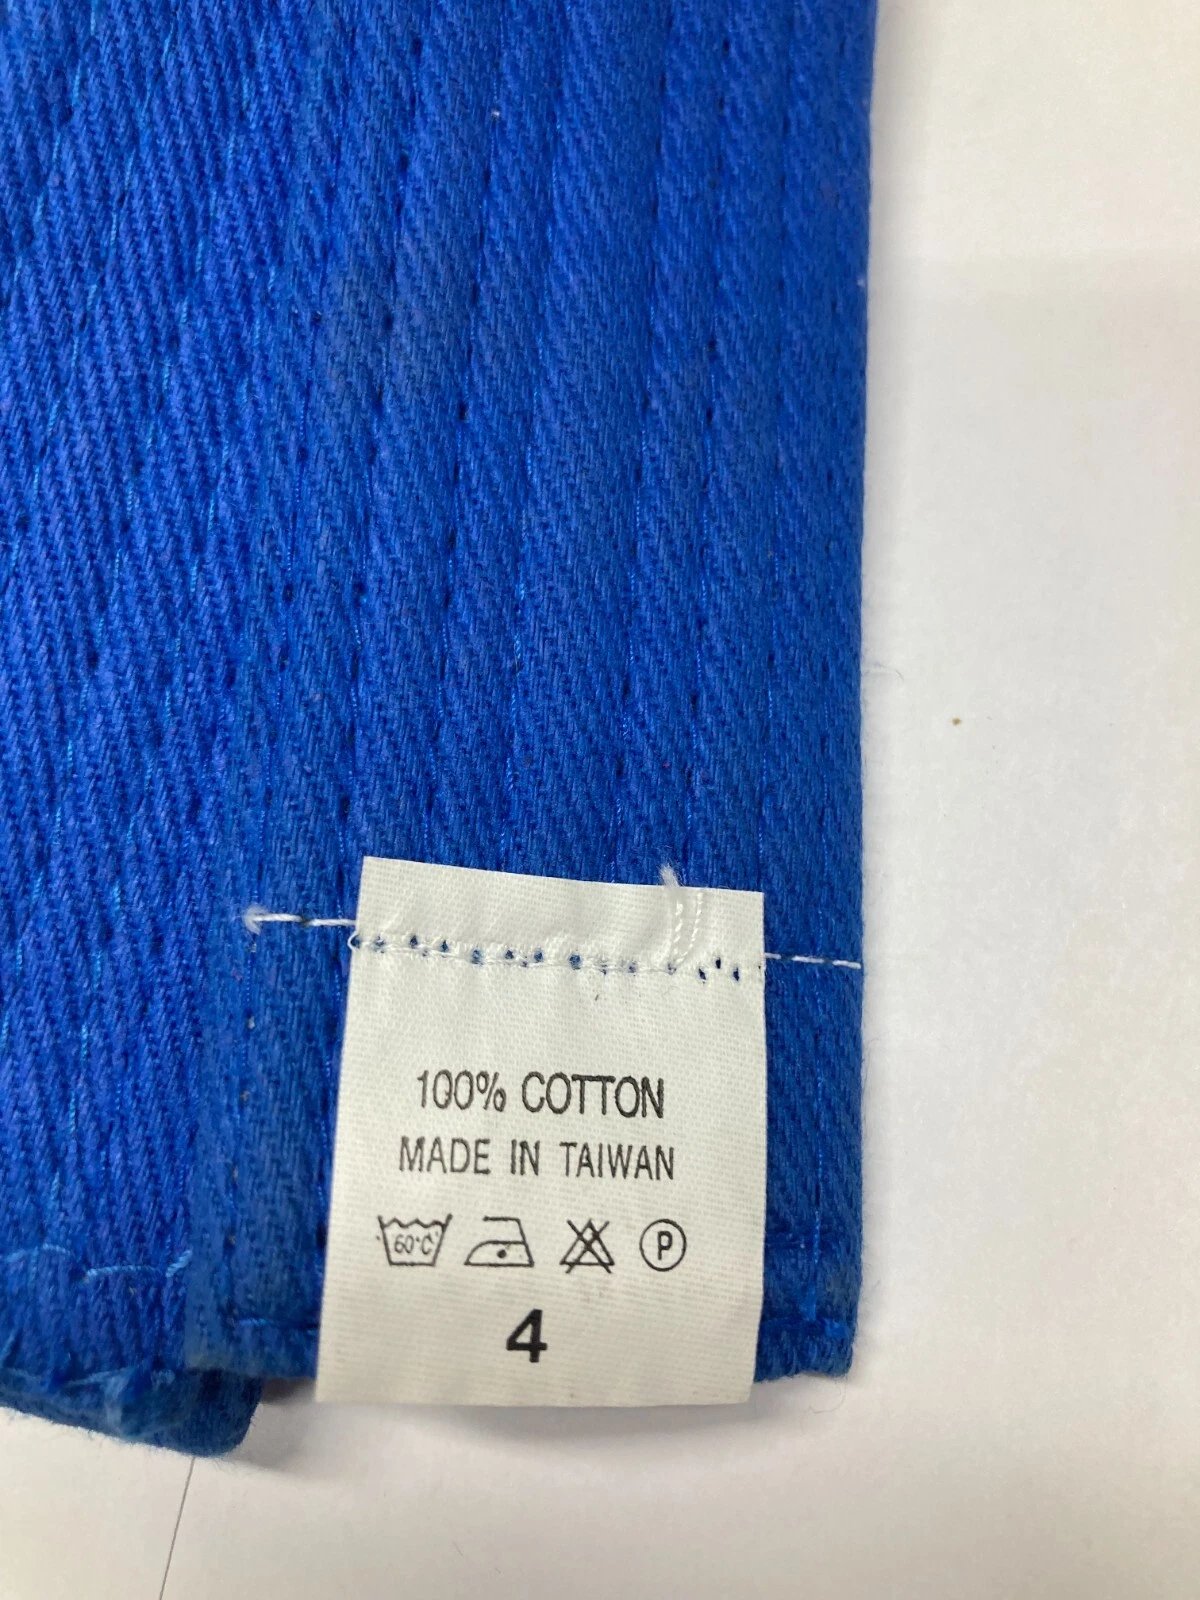 100% COTTON
MADE IN TAIWAN
60°C P
4